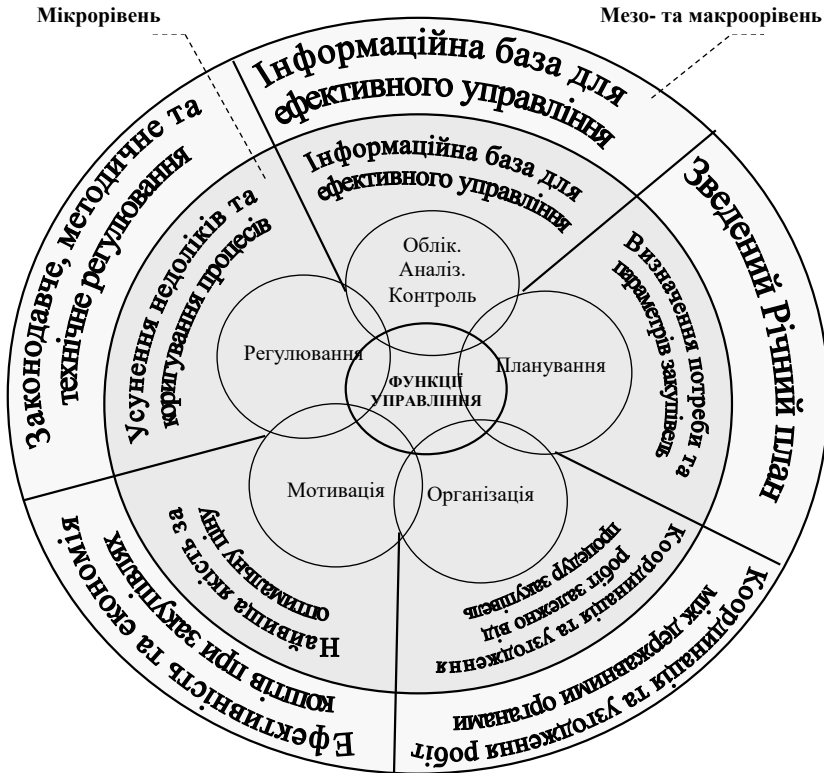 Мікрорівень
Мезо- та макроорівень
Інформаційна база для
ефективного управління
Зведений Річний план
Координація та узгодження робіт
між державними органами
Ефективність та економія
коштів при закупівлях
Законодавче, методичне та
технічне регулювання
Інформаційна база для
ефективного управління
Визначення потреби та
параметрів закупівель
Координація та узгодження
робіт залежно від
процедур закупівель
Найвища якість за
оптимальну ціну
Усунення недоліків та
коригування процесів
Облік.
Аналіз.
Контроль
Планування
Організація
Мотивація
Регулювання
ФУНКЦІЇ
УПРАВЛІННЯ